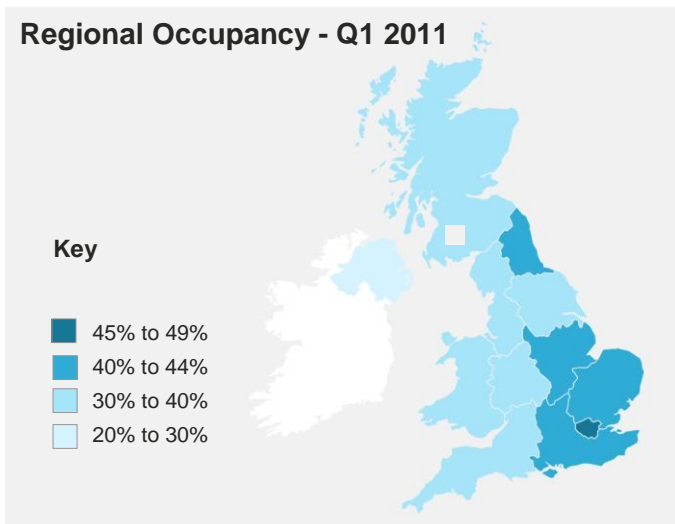 Regional Occupancy - Q1 2011
Key
45% to 49%
40% to 44%
30% to 40%
20% to 30%